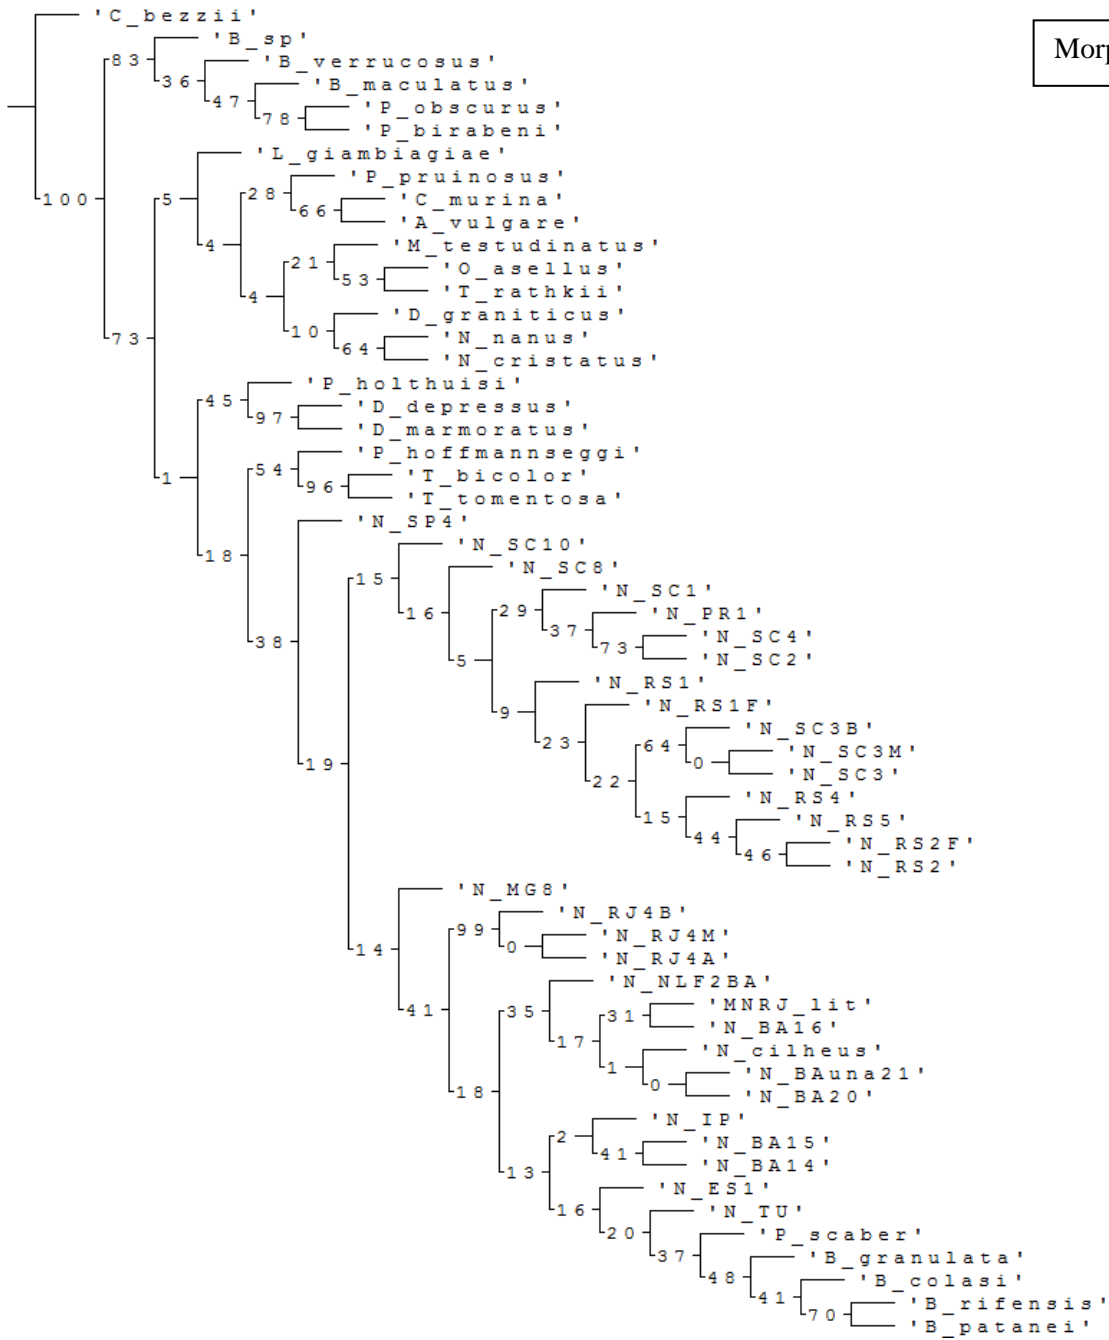 'C_bezzii'
Morp
'B_sp'
83
'B_verrucosus'
36
'B_maculatus'
47
'P_obscurus'
78
'P_birabeni'
'L_giambiagiae'
'P_pruinosus'
28
100
5
'C_murina'
66
'A_vulgare'
4
'M_testudinatus'
21
'O_asellus'
53
'T_rathkii'
4
'D_graniticus'
10
'N_nanus'
73
64
'N_cristatus'
'P_holthuisi'
45
'D_depressus'
97
'D_marmoratus'
'P_hoffmannseggi'
54
1
'T_bicolor'
96
'T_tomentosa'
'N_SP4'
'N_SC10'
18
'N_SC8'
15
'N_SC1'
16
29
'N_PR1'
37
'N_SC4'
38
73
5
'N_SC2'
'N_RS1'
9
'N_RS1F'
'N_SC3B'
23
64
'N_SC3M'
19
0
'N_SC3'
22
'N_RS4'
15
'N_RS5'
44
'N_RS2F'
46
'N_RS2'
'N_MG8'
'N_RJ4B'
99
'N_RJ4M'
14
0
'N_RJ4A'
'N_NLF2BA'
'MNRJ_lit'
41
35
31
'N_BA16'
17
'N_cilheus'
1
'N_BAuna21'
18
0
'N_BA20'
'N_IP'
2
'N_BA15'
41
'N_BA14'
13
'N_ES1'
16
'N_TU'
20
'P_scaber'
37
'B_granulata'
48
'B_colasi'
41
'B_rifensis'
70
'B_patanei'